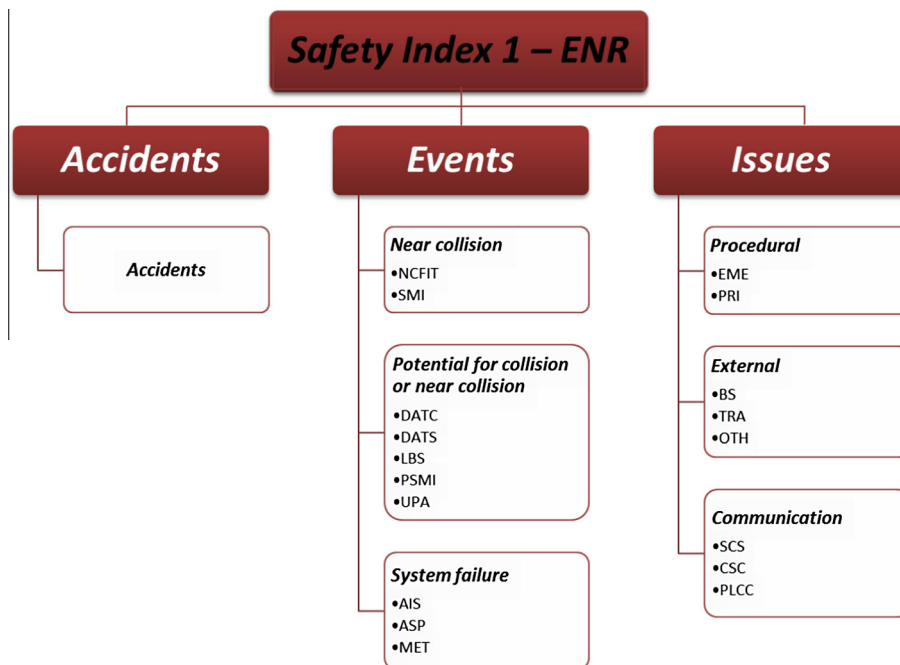 Safety Index 1 – ENR
Accidents
Accidents
Events
Near collision
•NCFIT
•SMI
Potential for collision
or near collision
•DATC
•DATS
•LBS
•PSMI
•UPA
System failure
•AIS
•ASP
•MET
Issues
Procedural
•EME
•PRI
External
•BS
•TRA
•OTH
Communication
•SCS
•CSC
•PLCC